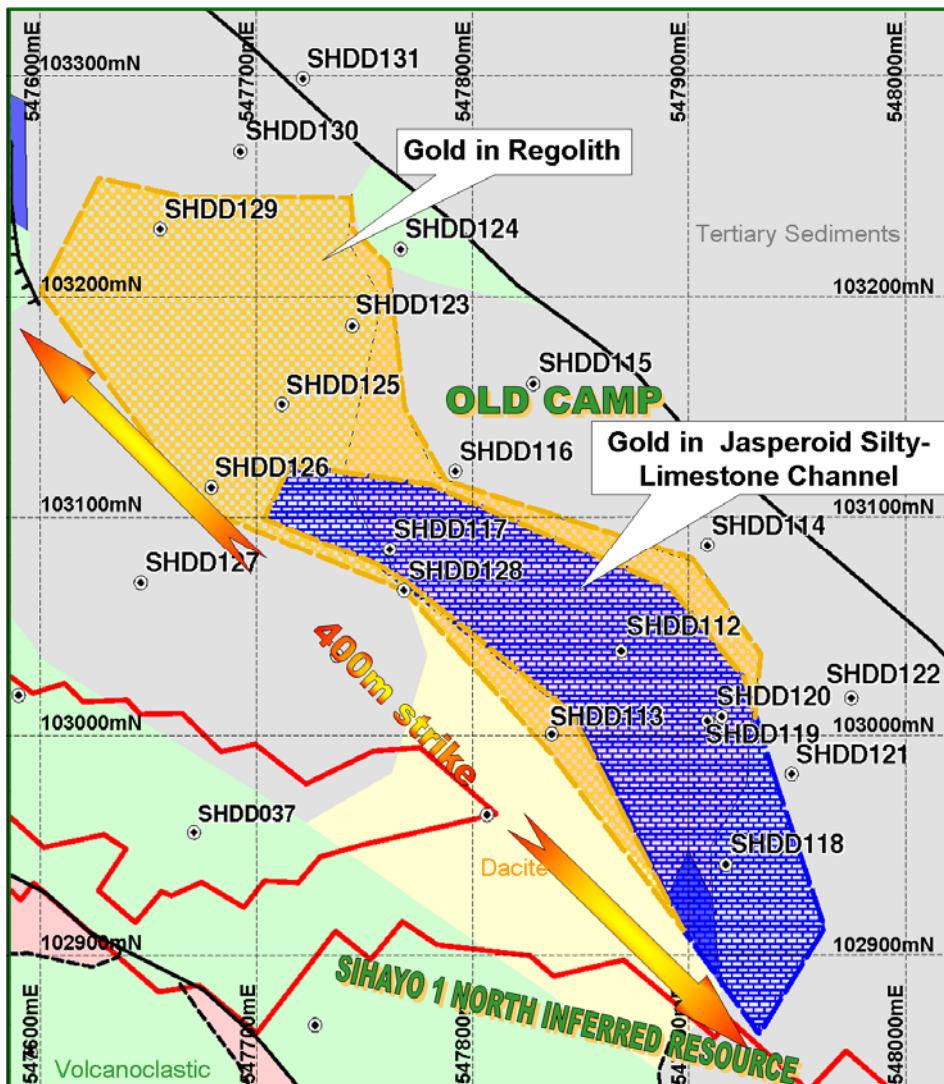 547600mE
547700mE
547800mE
547900mE
548000mE
103300mN
SHDD131
SHDD130
Gold in Regolith
SHDD129
SHDD124
Tertiary Sediments
103200mN
103200mN
SHDD123
SHDD115
SHDD125
OLD CAMP
SHDD116
Gold in Jasperoid Silty-
Limestone Channel
SHDD126
103100mN
SHDD114
SHDD117
SHDD127
SHDD128
SHDD112
400m strike
SHDD122
SHDD120
103000mN
SHDD113
SHDD119
103000mN
SHDD121
SHDD037
SHDD118
Dacite
102900mN
102900mN
SIHAYO 1 NORTH INFERRED RESOURCE
Volcanoclastic
547600mE
547700mE
547800mE
548000mE